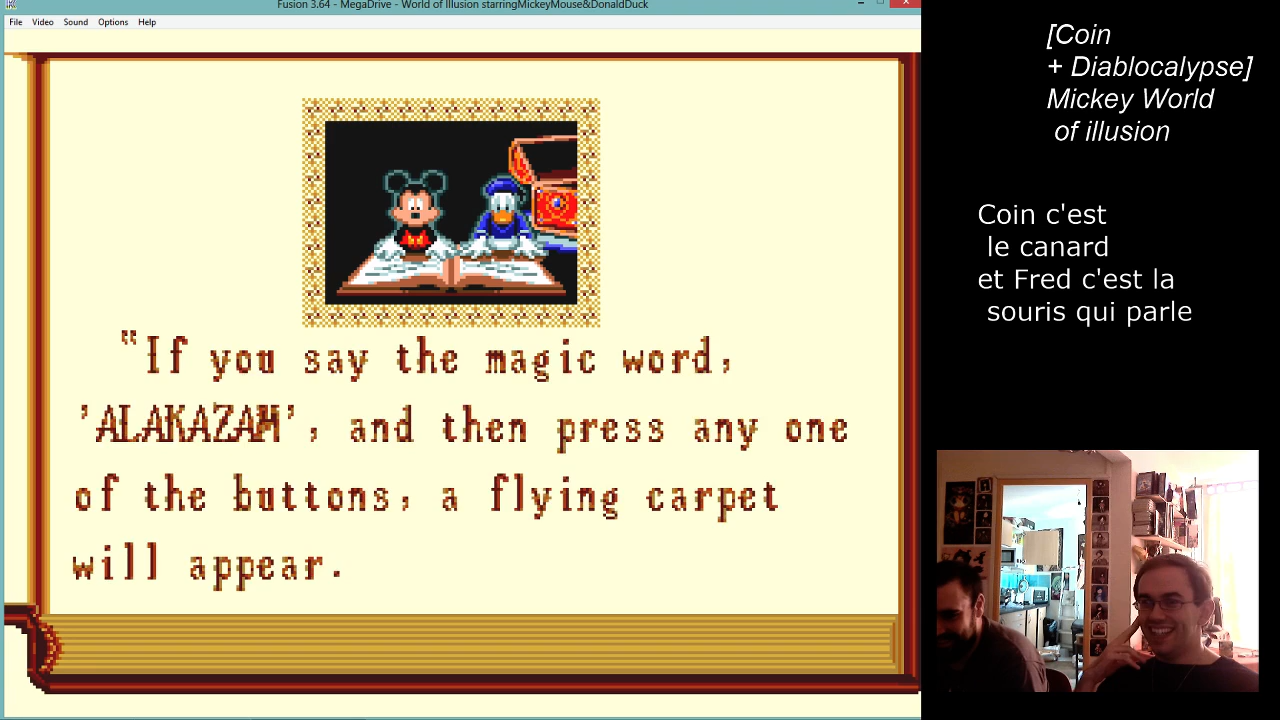 Fusion 3.64 - MegaDrive - World of Illusion starringMickeyMouse&DonaldDuck
File Video Sound Options Help
"If you say the magic word,
'ALAKAZAM', and then press any one
of the buttons, a flying carpet
will appear.
[Coin
+ Diablocalypse]
Mickey World
of illusion
Coin c'est
le canard
et Fred c'est la
souris qui parle